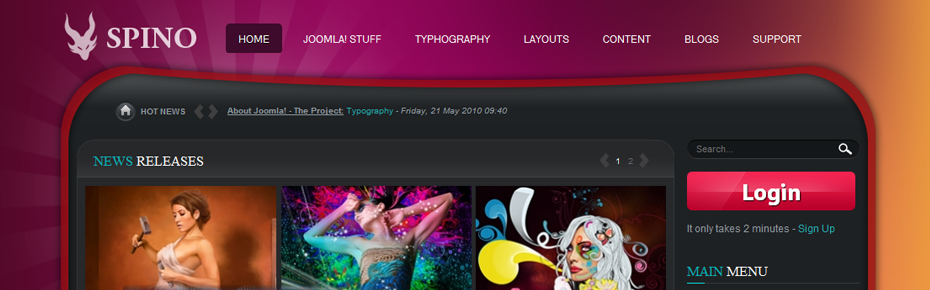 SPINO
HOME JOOMLA! STUFF TYPHOGRAPHY LAYOUTS CONTENT BLOGS SUPPORT
HOT NEWS About Joomla! - The Project: Typography - Friday, 21 May 2010 09:40
NEWS RELEASES 1 2
Search...
Login
It only takes 2 minutes - Sign Up
MAIN MENU